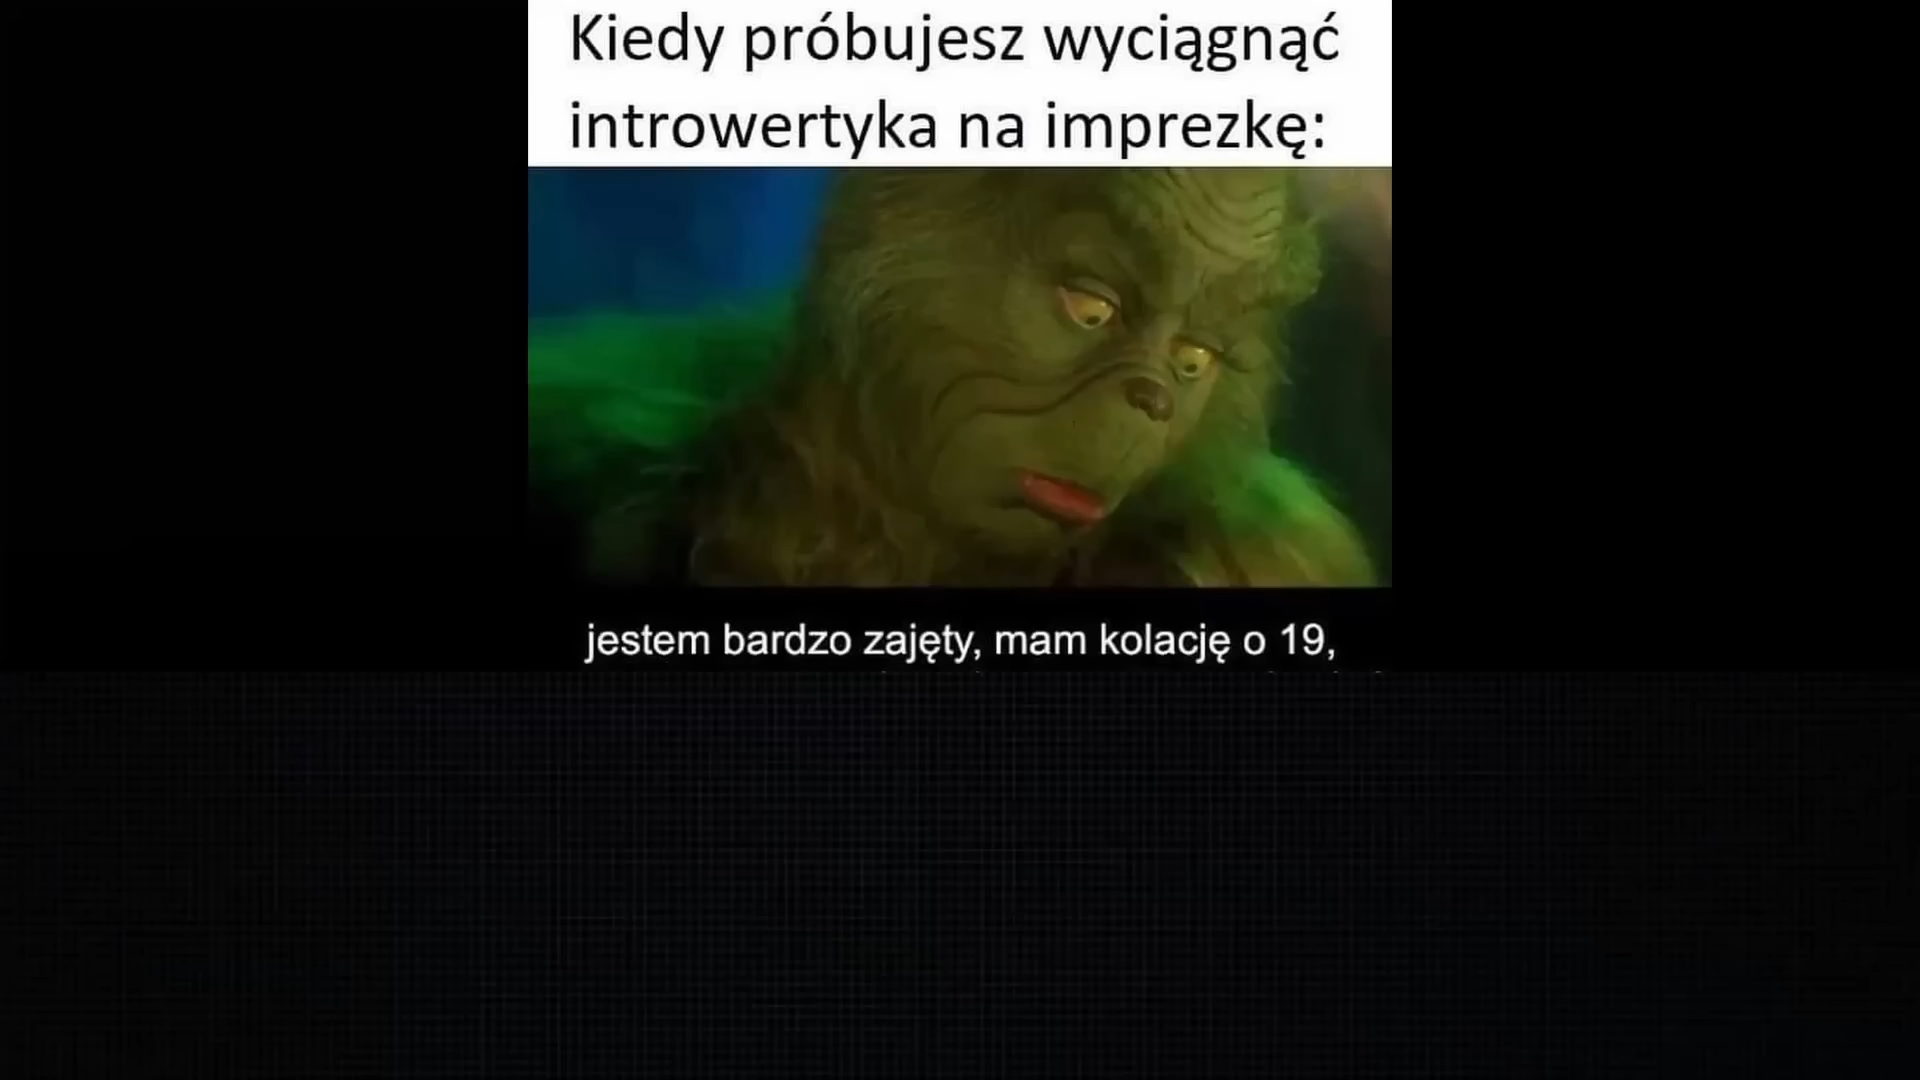 Kiedy próbujesz wyciągnąć
introwertyka na imprezkę:
jestem bardzo zajęty, mam kolację o 19,